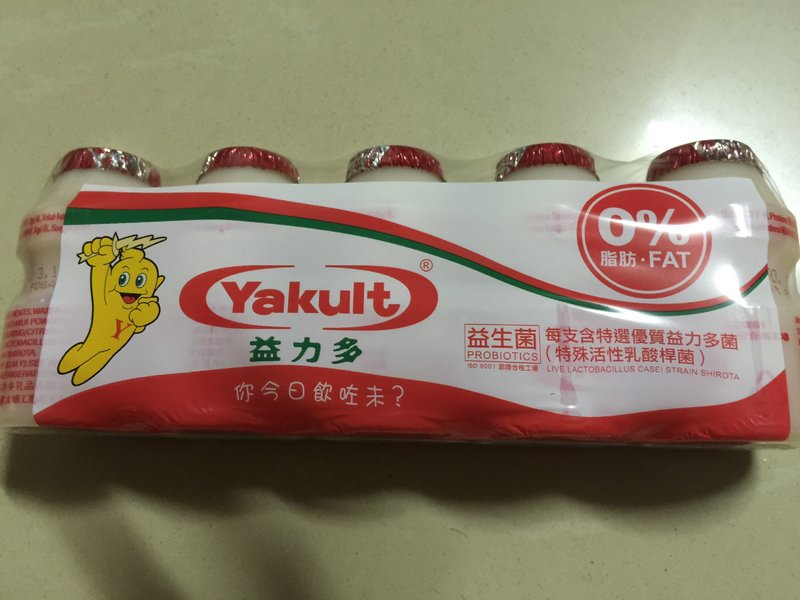 0%
脂肪·FAT
Yakult®
益力多
Y
益生菌
PROBIOTICS
ISO 9001 認證合格工場
每支含特選優質益力多菌
(特殊活性乳酸桿菌)
LIVE LACTOBACILLUS CASEI STRAIN SHIROTA
你今日飲咗未?